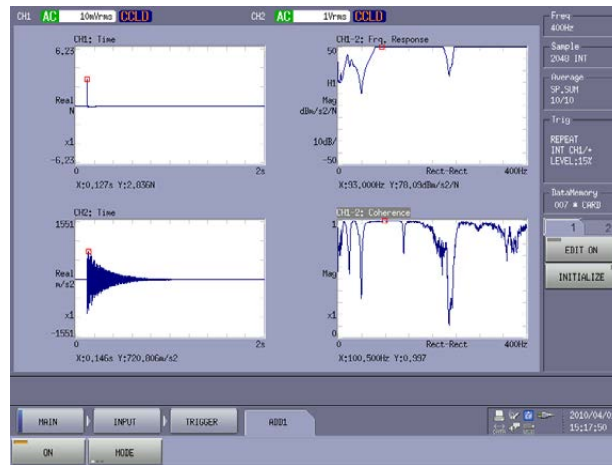 CH1 AC 10mVrms CCLD CH2 AC 1Vrms CCLD
Freq
400Hz
Sample
2048 INT
Average
SP.SUM
10/10
Trig
REPEAT
INT CH1/+
LEVEL:15%
DataMemory
007 ■ CARD
1 2
EDIT ON
INITIALIZE
CH1: Time
6.23
Real
N
x1
-6.23
0 2s
X:0.127s Y:2.836N
CH1-2: Frq. Response
50
H1
Mag
dBm/s2/N
10dB/
-50
0 Rect-Rect 400Hz
X:93.000Hz Y:78.09dBm/s2/N
CH2: Time
1551
Real
m/s2
x1
-1551
0 2s
X:0.146s Y:720.806m/s2
CH1-2: Coherence
1
Mag
x1
0
0 Rect-Rect 400Hz
X:100.500Hz Y:0.997
MAIN INPUT TRIGGER ADD1
2010/04/0
15:17:50
ON MODE